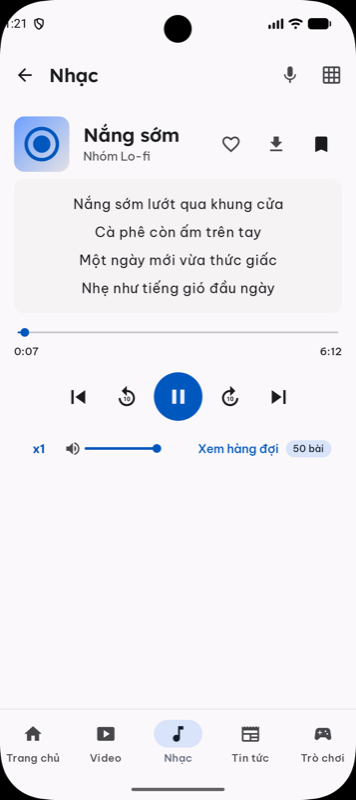 1:21
Nhạc
Nắng sớm
Nhóm Lo-fi
Nắng sớm lướt qua khung cửa
Cà phê còn ấm trên tay
Một ngày mới vừa thức giấc
Nhẹ như tiếng gió đầu ngày
0:07 6:12
10 10
x1 Xem hàng đợi 50 bài
Trang chủ Video Nhạc Tin tức Trò chơi